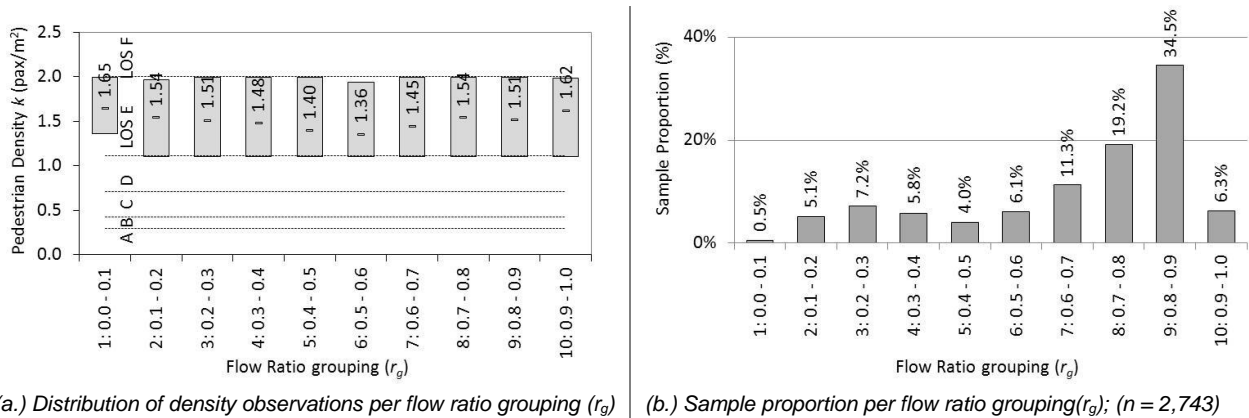 Pedestrian Density k (pax/m²)
2.5
2.0
1.5
1.0
0.5
0.0
LOS F
LOS E
D
C
B
A
1.65
1.54
1.51
1.48
1.40
1.36
1.45
1.54
1.51
1.62
1: 0.0 - 0.1
2: 0.1 - 0.2
3: 0.2 - 0.3
4: 0.3 - 0.4
5: 0.4 - 0.5
6: 0.5 - 0.6
7: 0.6 - 0.7
8: 0.7 - 0.8
9: 0.8 - 0.9
10: 0.9 - 1.0
Flow Ratio grouping (rg)
(a.) Distribution of density observations per flow ratio grouping (rg)
Sample Proportion (%)
40%
20%
0%
0.5%
5.1%
7.2%
5.8%
4.0%
6.1%
11.3%
19.2%
34.5%
6.3%
1: 0.0 - 0.1
2: 0.1 - 0.2
3: 0.2 - 0.3
4: 0.3 - 0.4
5: 0.4 - 0.5
6: 0.5 - 0.6
7: 0.6 - 0.7
8: 0.7 - 0.8
9: 0.8 - 0.9
10: 0.9 - 1.0
Flow Ratio grouping (rg)
(b.) Sample proportion per flow ratio grouping(rg); (n = 2,743)